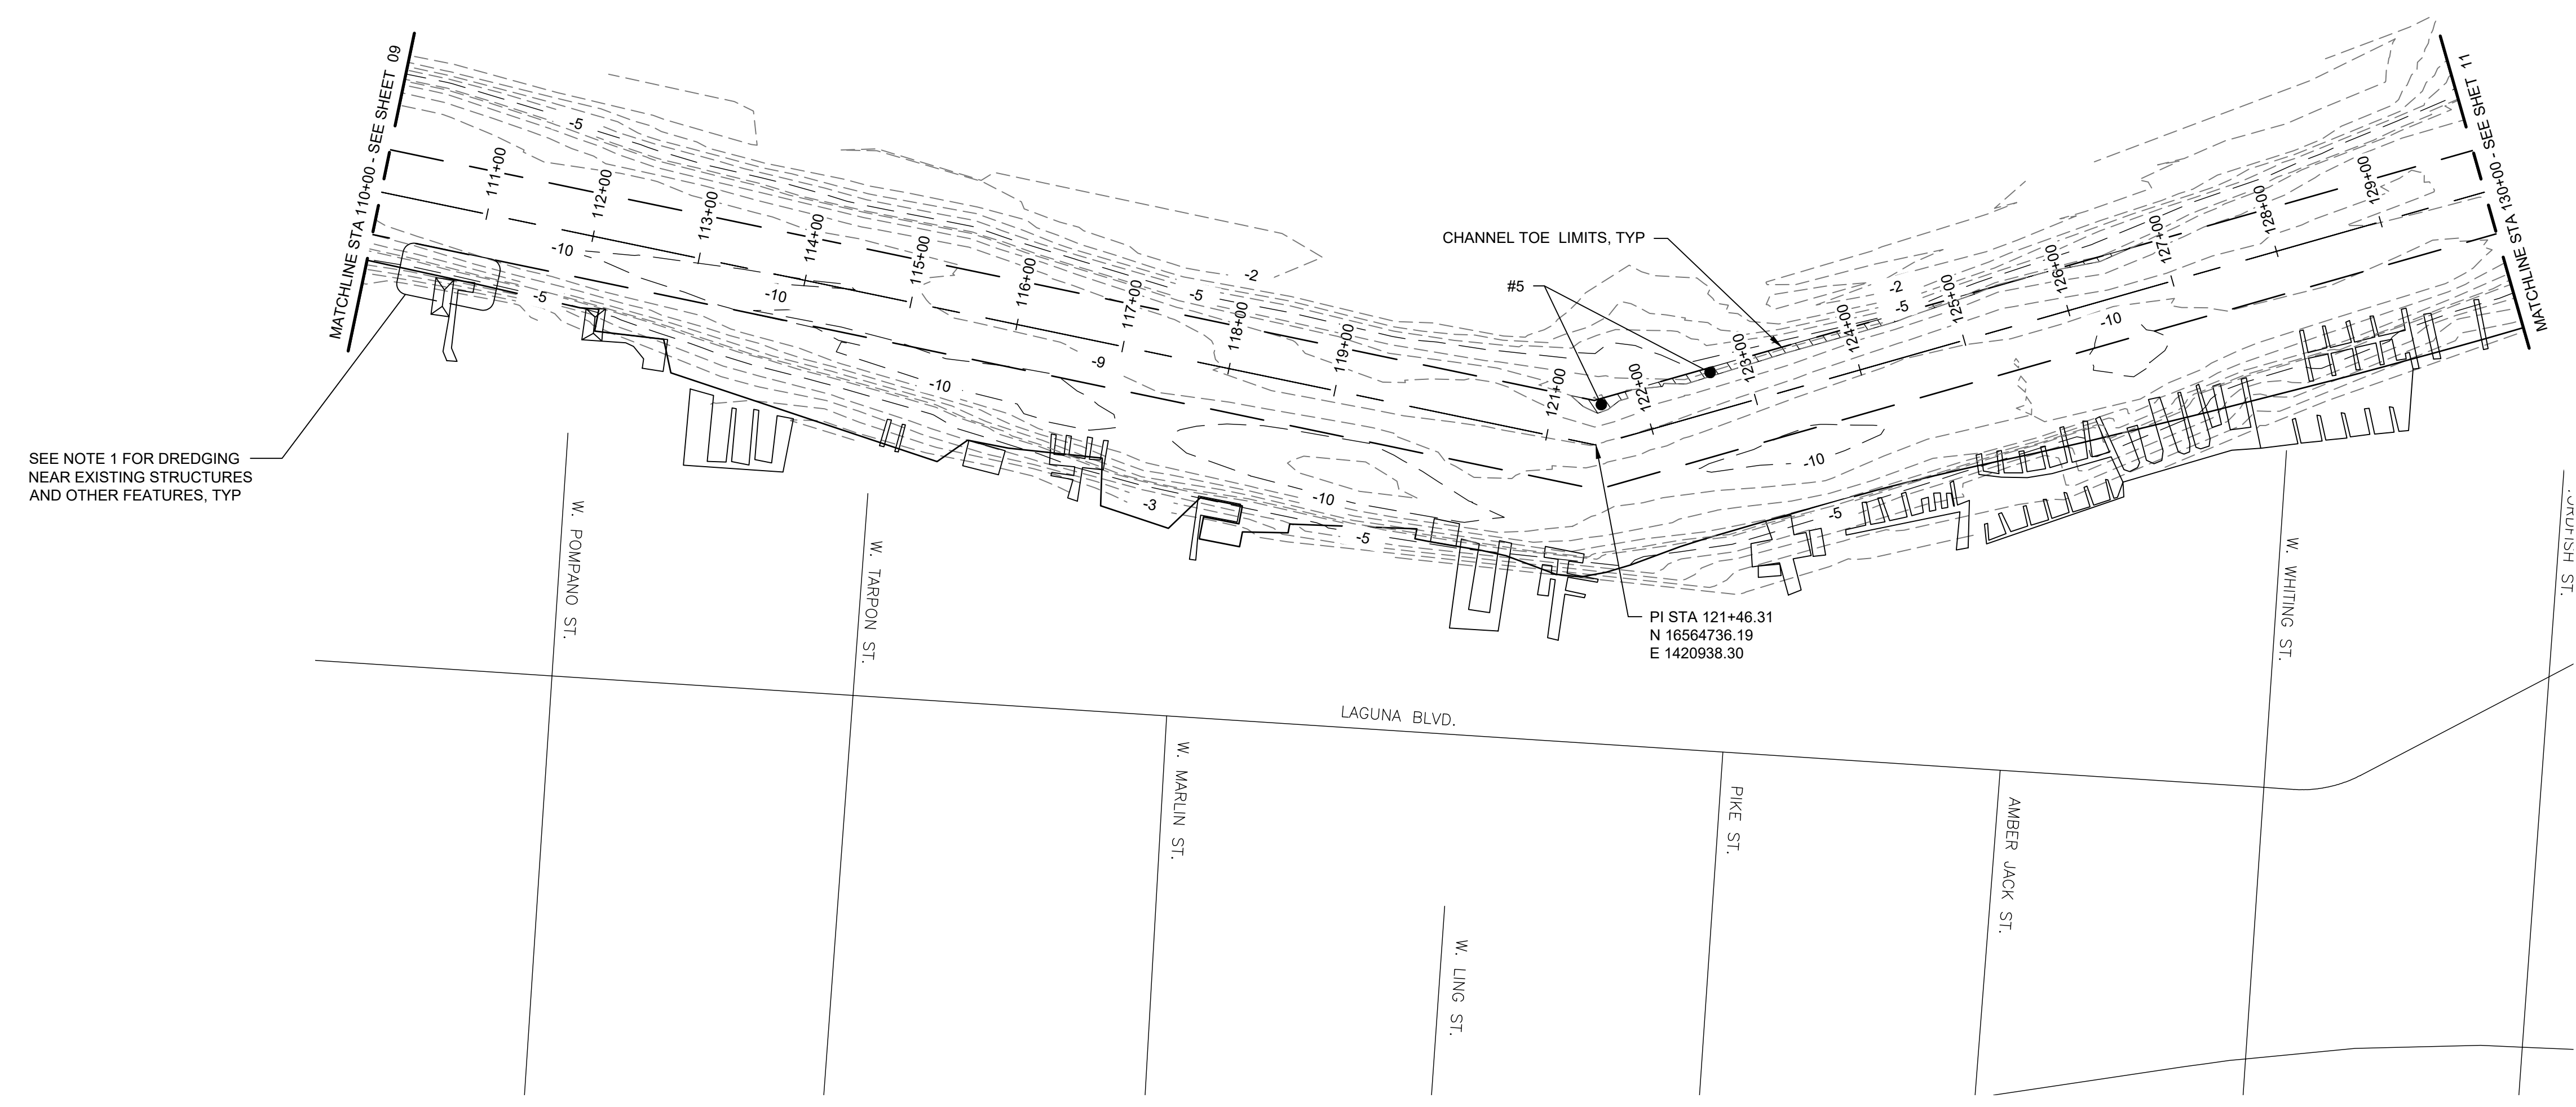 MATCHLINE STA 110+00 - SEE SHEET 09
111+00
112+00
113+00
114+00
115+00
116+00
117+00
118+00
119+00
121+00
122+00
123+00
124+00
125+00
126+00
127+00
128+00
129+00
MATCHLINE STA 130+00 - SEE SHET 11
-5
-10
-5
-10
-10
-9
-3
-2
-5
-10
-5
-2
-5
-10
-10
-5
CHANNEL TOE LIMITS, TYP
#5
SEE NOTE 1 FOR DREDGING
NEAR EXISTING STRUCTURES
AND OTHER FEATURES, TYP
PI STA 121+46.31
N 16564736.19
E 1420938.30
W. POMPANO ST.
W. TARPON ST.
W. MARLIN ST.
LAGUNA BLVD.
W. LING ST.
PIKE ST.
AMBER JACK ST.
W. WHITING ST.
ST.